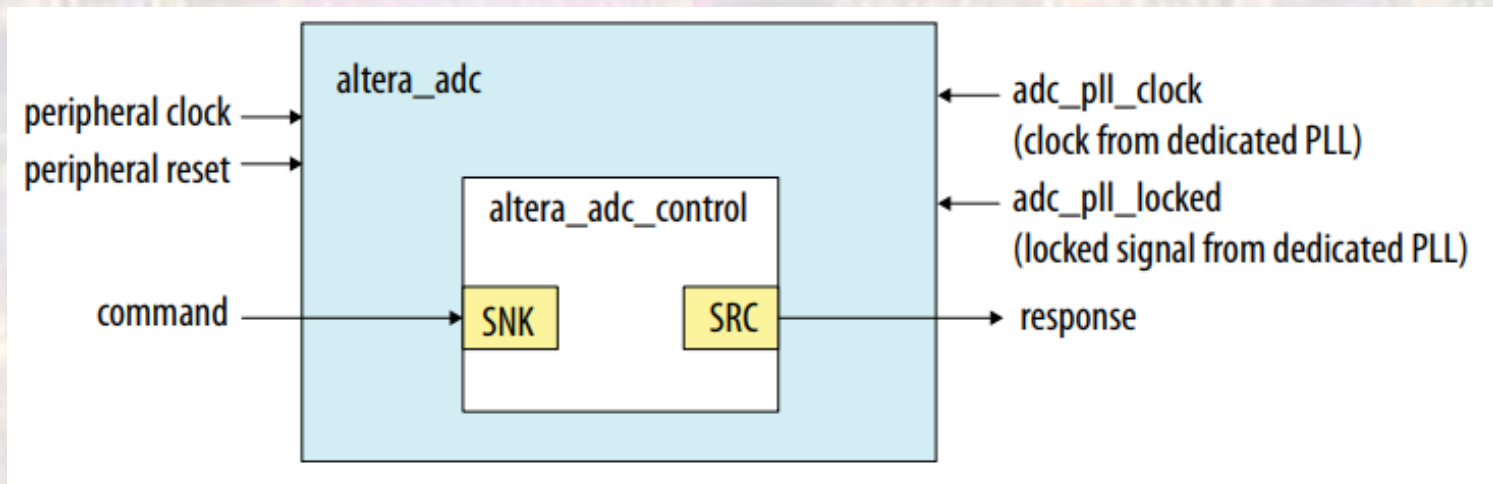 altera_adc
peripheral clock
peripheral reset
adc_pll_clock
(clock from dedicated PLL)
altera_adc_control
adc_pll_locked
(locked signal from dedicated PLL)
command
SNK
SRC
response